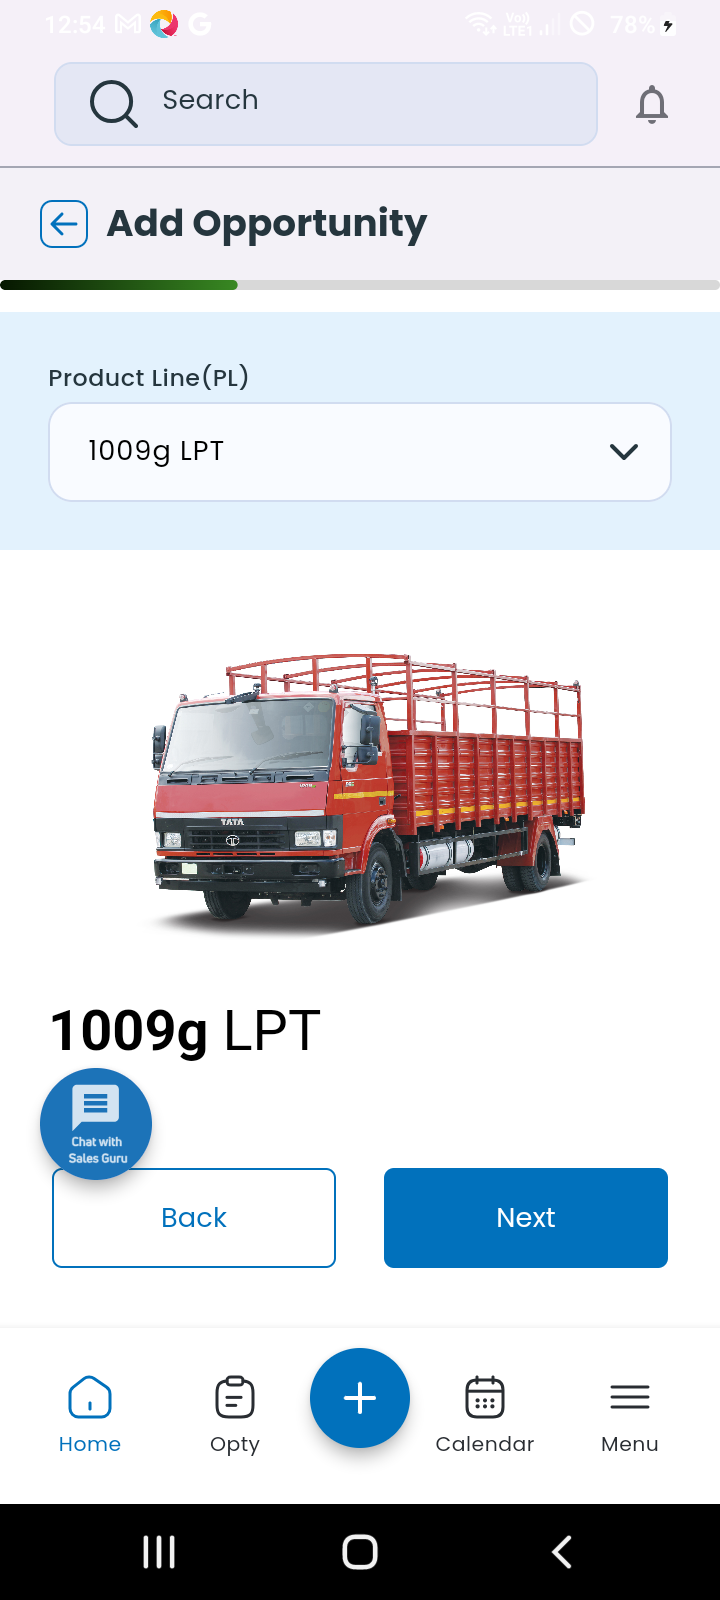 12:54
Vo))
LTE1
78%
Search
Add Opportunity
Product Line(PL)
1009g LPT
TATA
1009g LPT
Chat with
Sales Guru
Back
Next
Home
Opty
Calendar
Menu